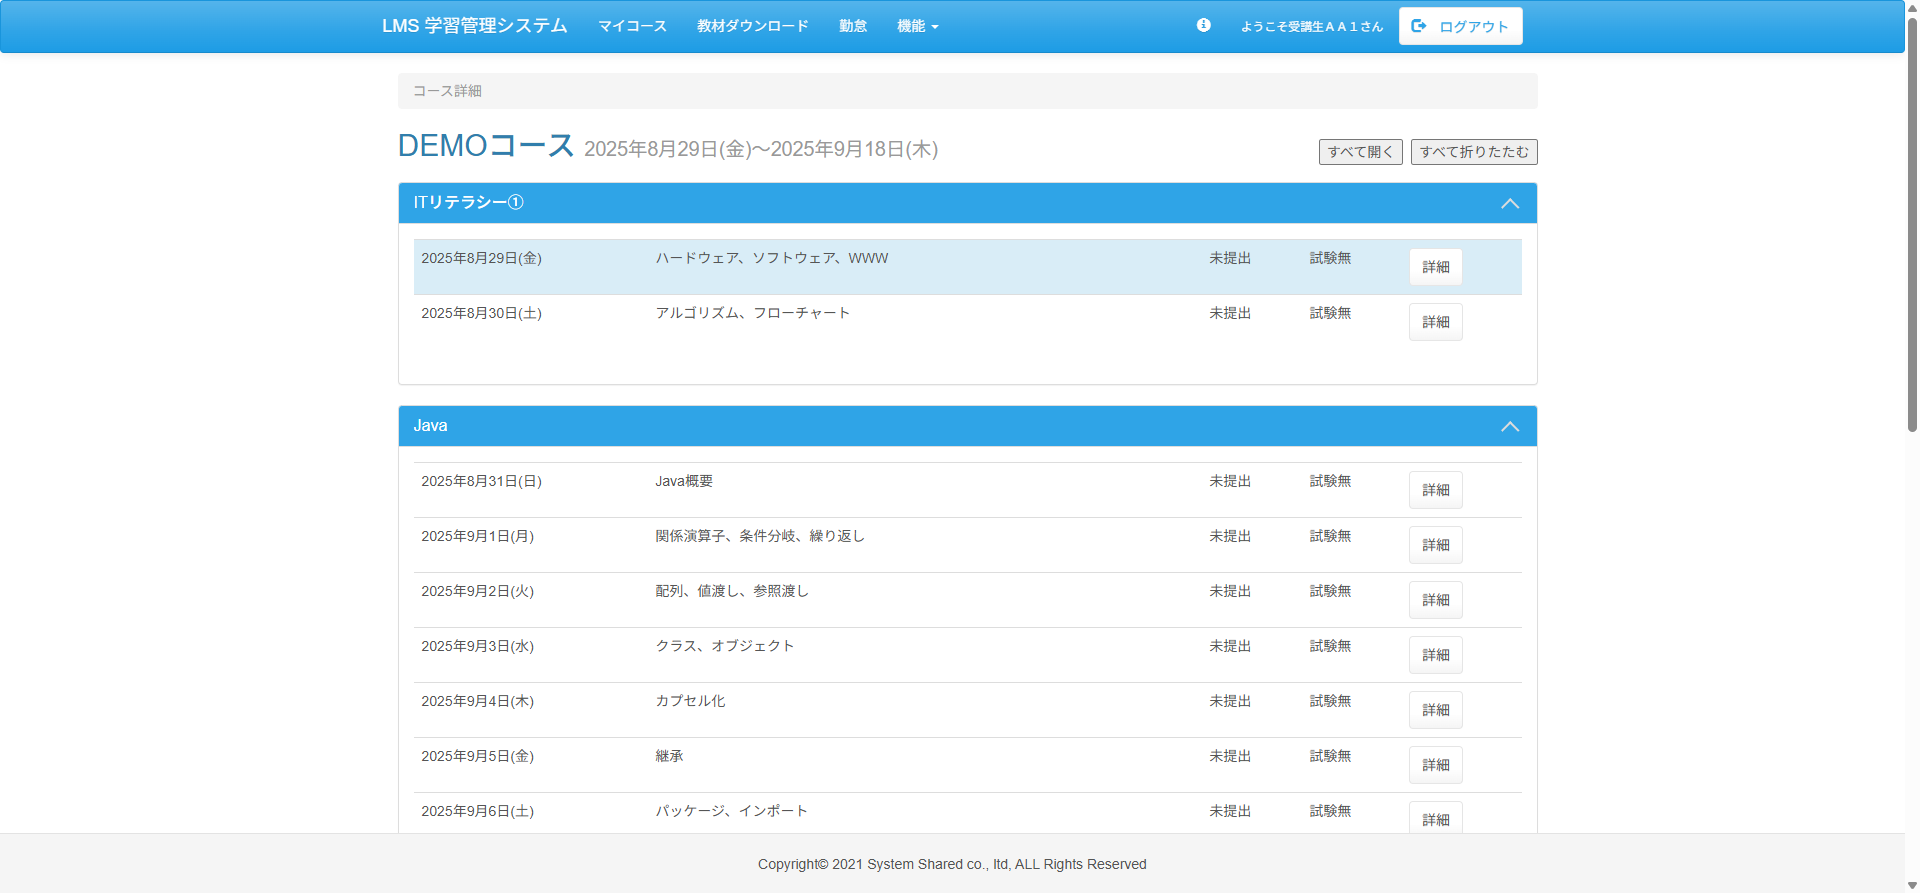 LMS 学習管理システム マイコース 教材ダウンロード 勤怠 機能 ようこそ受講生ＡＡ１さん ログアウト
コース詳細
DEMOコース 2025年8月29日(金)～2025年9月18日(木) すべて開く すべて折りたたむ
ITリテラシー①
2025年8月29日(金) ハードウェア、ソフトウェア、WWW 未提出 試験無 詳細
2025年8月30日(土) アルゴリズム、フローチャート 未提出 試験無 詳細
Java
2025年8月31日(日) Java概要 未提出 試験無 詳細
2025年9月1日(月) 関係演算子、条件分岐、繰り返し 未提出 試験無 詳細
2025年9月2日(火) 配列、値渡し、参照渡し 未提出 試験無 詳細
2025年9月3日(水) クラス、オブジェクト 未提出 試験無 詳細
2025年9月4日(木) カプセル化 未提出 試験無 詳細
2025年9月5日(金) 継承 未提出 試験無 詳細
2025年9月6日(土) パッケージ、インポート 未提出 試験無 詳細
Copyright© 2021 System Shared co., ltd, ALL Rights Reserved